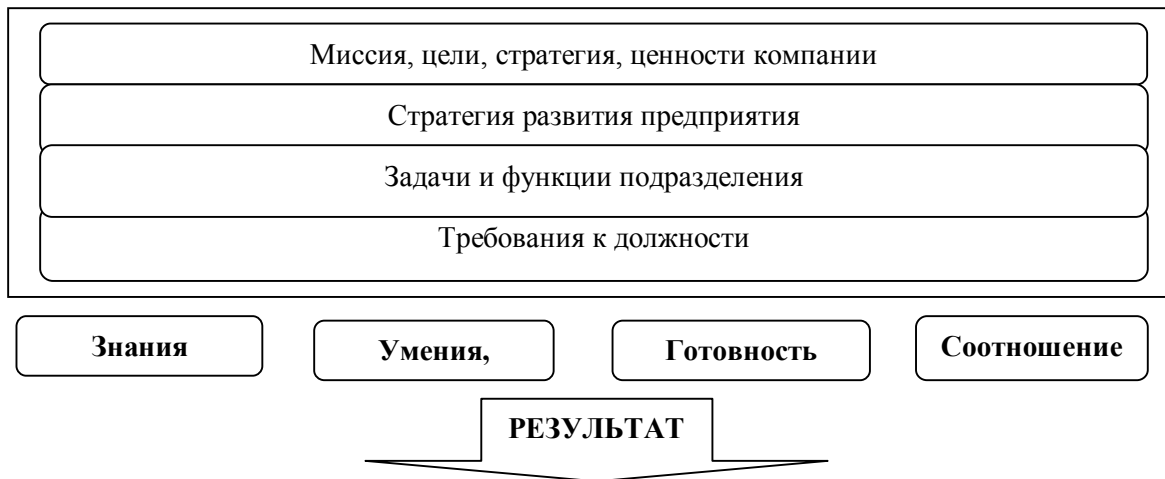 Миссия, цели, стратегия, ценности компании
Стратегия развития предприятия
Задачи и функции подразделения
Требования к должности
Знания
Умения,
Готовность
Соотношение
РЕЗУЛЬТАТ